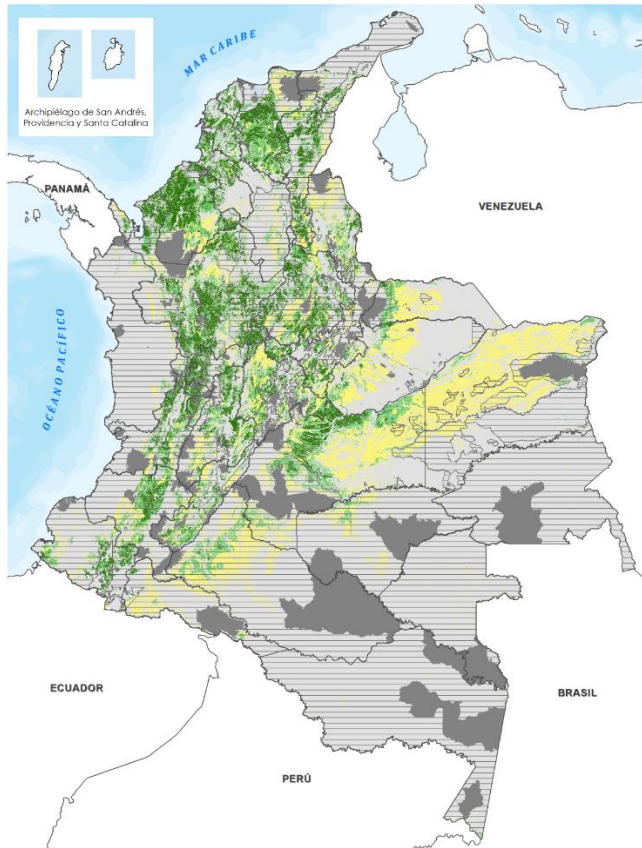 MAR CARIBE
Archipiélago de San Andrés,
Providencia y Santa Catalina
PANAMÁ
VENEZUELA
OCÉANO PACÍFICO
ECUADOR
BRASIL
PERÚ